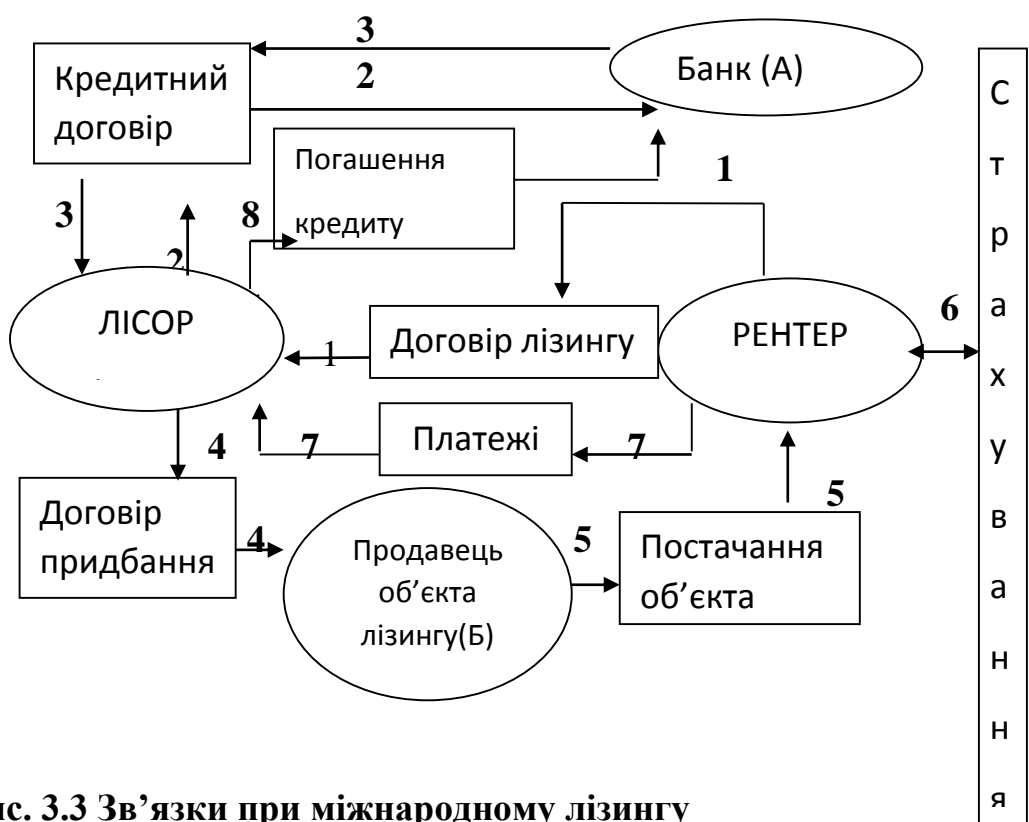 3
Банк (А)
Кредитний
договір
2
Погашення
кредиту
1
3
2
8
ЛІСОР
Договір лізингу
1
РЕНТЕР
6
Платежі
7
7
4
Договір
придбання
4
Продавець
об’єкта
лізингу(Б)
5
Постачання
об’єкта
5
С
т
р
а
х
у
в
а
н
н
я
ис. 3.3 Зв’язки при міжнародному лізингу